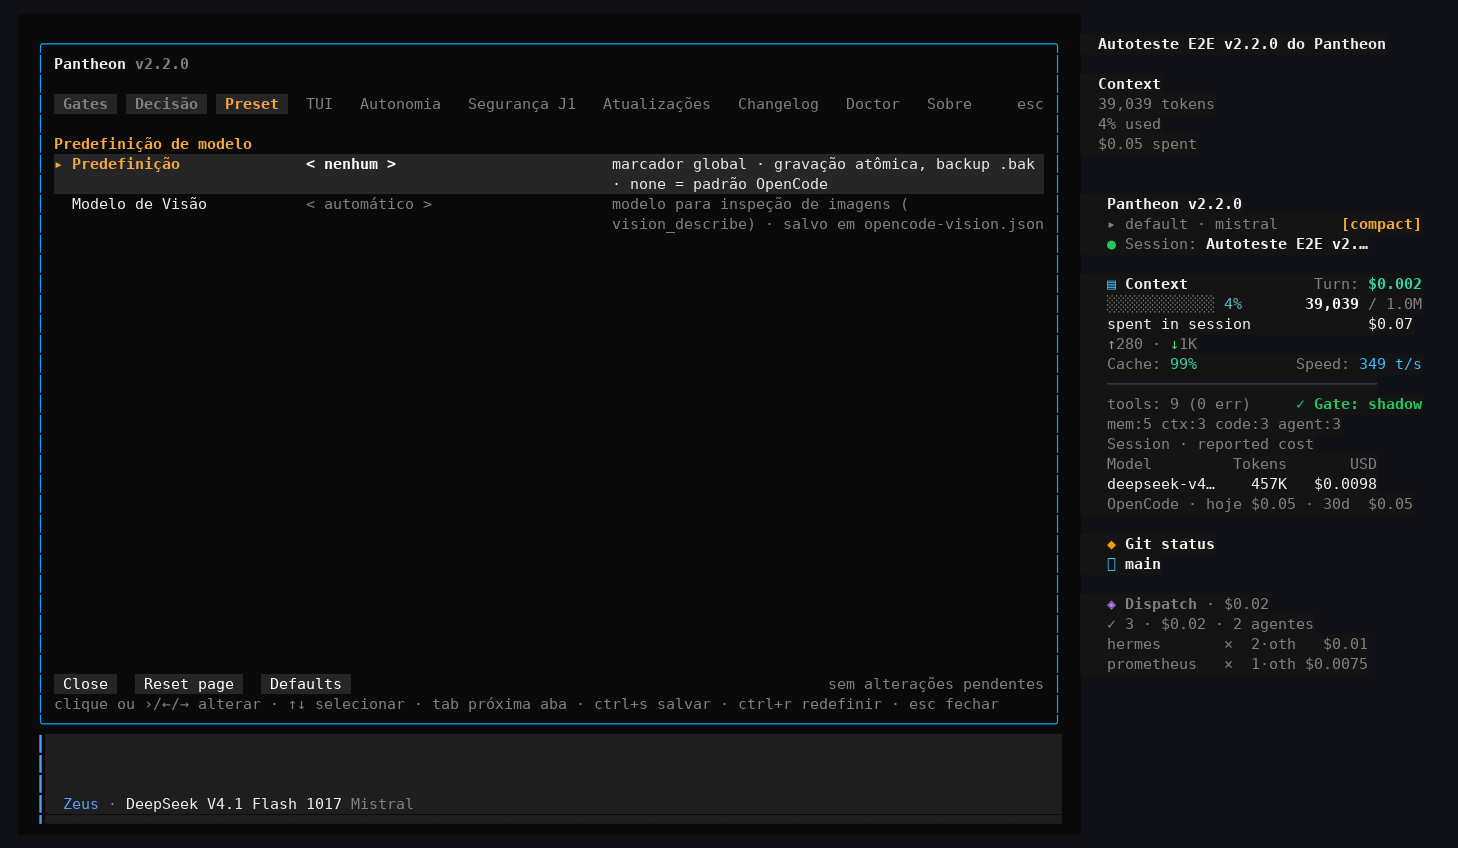 Pantheon v2.2.0
Gates Decisão Preset TUI Autonomia Segurança J1 Atualizações Changelog Doctor Sobre esc
Predefinição de modelo
▸ Predefinição < nenhum > marcador global · gravação atômica, backup .bak
· none = padrão OpenCode
Modelo de Visão < automático > modelo para inspeção de imagens (
vision_describe) · salvo em opencode-vision.json
Close Reset page Defaults sem alterações pendentes
clique ou ›/←/→ alterar · ↑↓ selecionar · tab próxima aba · ctrl+s salvar · ctrl+r redefinir · esc fechar
Zeus · DeepSeek V4.1 Flash 1017 Mistral
Autoteste E2E v2.2.0 do Pantheon
Context
39,039 tokens
4% used
$0.05 spent
Pantheon v2.2.0
▸ default · mistral [compact]
● Session: Autoteste E2E v2.…
▤ Context Turn: $0.002
░░░░░░░░░░░░ 4% 39,039 / 1.0M
spent in session $0.07
↑280 · ↓1K
Cache: 99% Speed: 349 t/s
tools: 9 (0 err) ✓ Gate: shadow
mem:5 ctx:3 code:3 agent:3
Session · reported cost
Model Tokens USD
deepseek-v4… 457K $0.0098
OpenCode · hoje $0.05 · 30d $0.05
◆ Git status
main
◈ Dispatch · $0.02
✓ 3 · $0.02 · 2 agentes
hermes × 2·oth $0.01
prometheus × 1·oth $0.0075